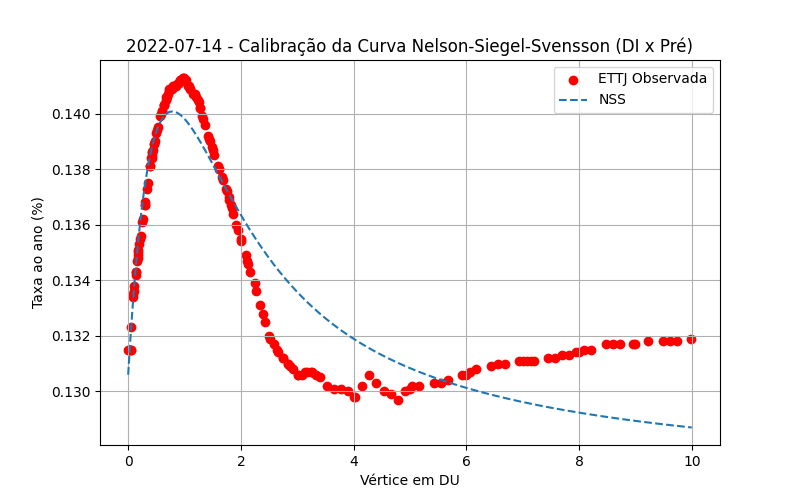 2022-07-14 - Calibração da Curva Nelson-Siegel-Svensson (DI x Pré)
ETTJ Observada
NSS
Taxa ao ano (%)
0.140
0.138
0.136
0.134
0.132
0.130
0 2 4 6 8 10
Vértice em DU